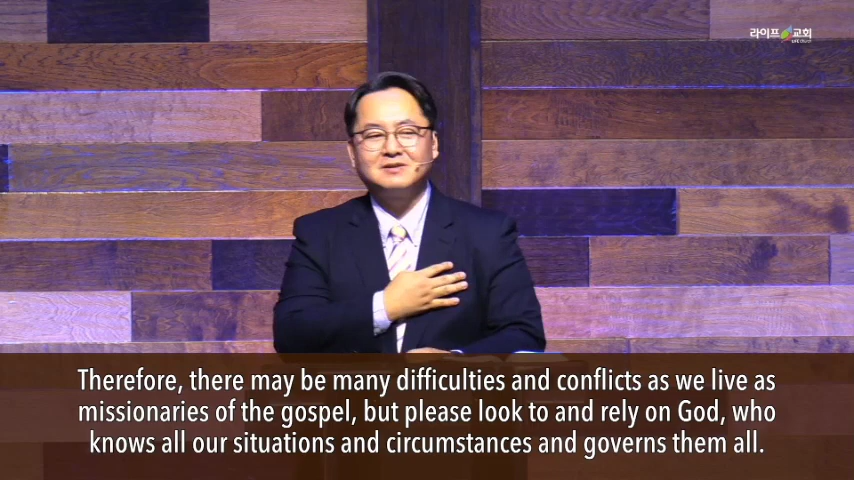 라이프 교회
Therefore, there may be many difficulties and conflicts as we live as
missionaries of the gospel, but please look to and rely on God, who
knows all our situations and circumstances and governs them all.